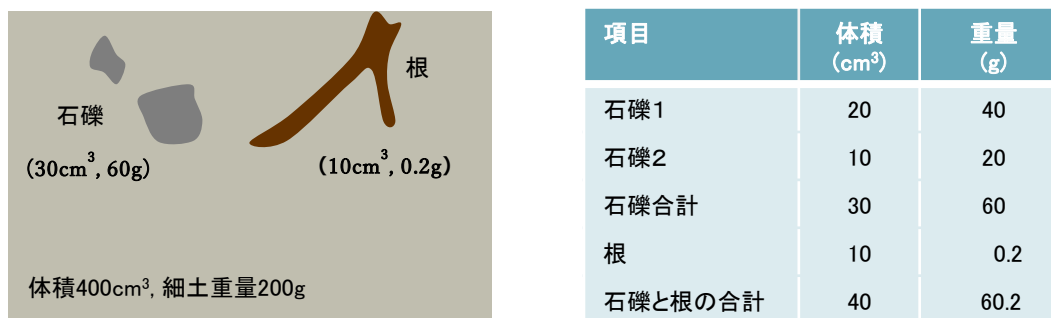 根
石礫
(30cm³, 60g)
(10cm³, 0.2g)
体積400cm³, 細土重量200g
項目 体積 (cm³) 重量 (g)
石礫1 20 40
石礫２ 10 20
石礫合計 30 60
根 10 0.2
石礫と根の合計 40 60.2